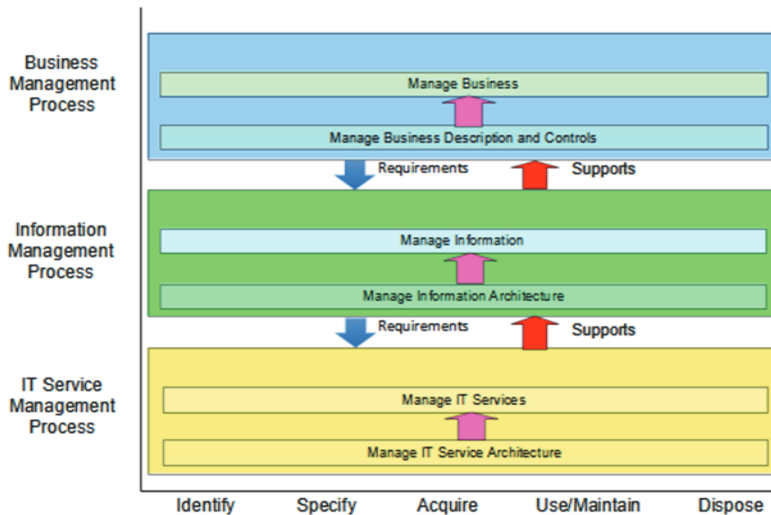 Business
Management
Process
Manage Business
Manage Business Description and Controls
Requirements
Supports
Information
Management
Process
Manage Information
Manage Information Architecture
Requirements
Supports
IT Service
Management
Process
Manage IT Services
Manage IT Service Architecture
Identify Specify Acquire Use/Maintain Dispose